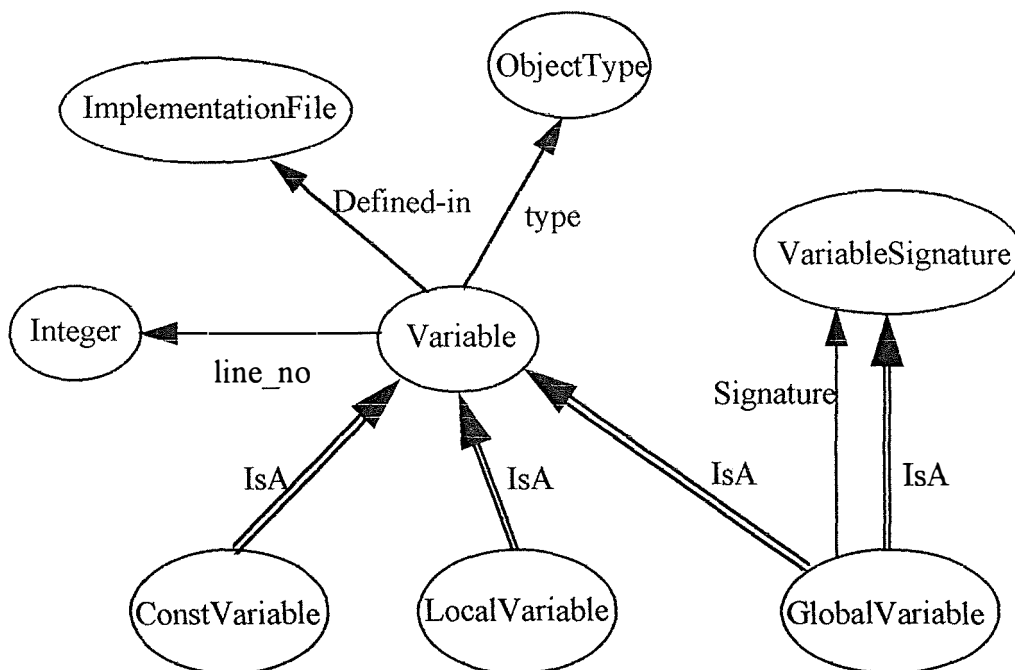 ObjectType
ImplementationFile
Defined-in
type
VariableSignature
Integer
Variable
line_no
Signature
IsA
IsA
IsA
IsA
ConstVariable
LocalVariable
GlobalVariable